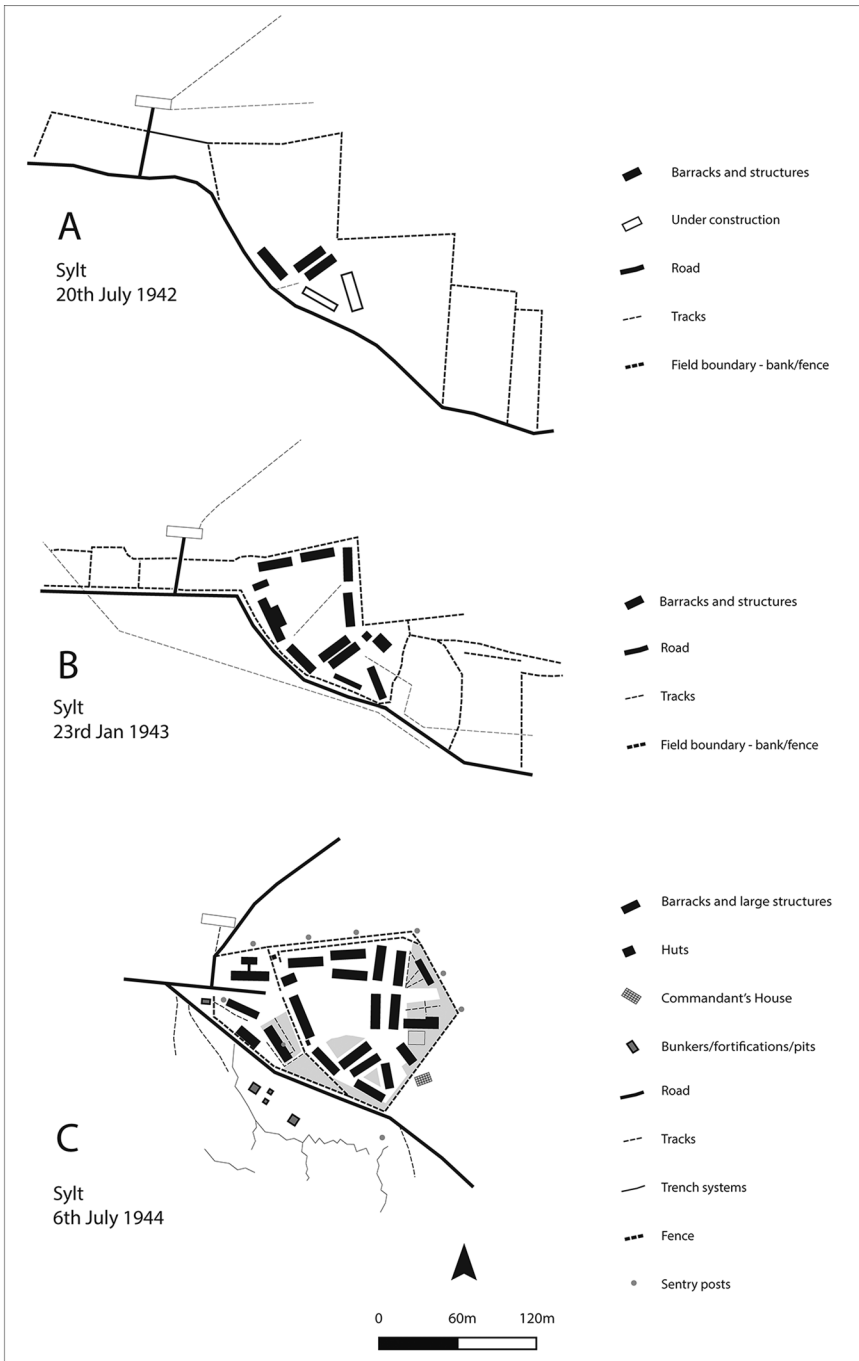 A
Sylt
20th July 1942
Barracks and structures
Under construction
Road
Tracks
Field boundary - bank/fence
B
Sylt
23rd Jan 1943
Barracks and structures
Road
Tracks
Field boundary - bank/fence
C
Sylt
6th July 1944
Barracks and large structures
Huts
Commandant's House
Bunkers/fortifications/pits
Road
Tracks
Trench systems
Fence
Sentry posts
0 60m 120m